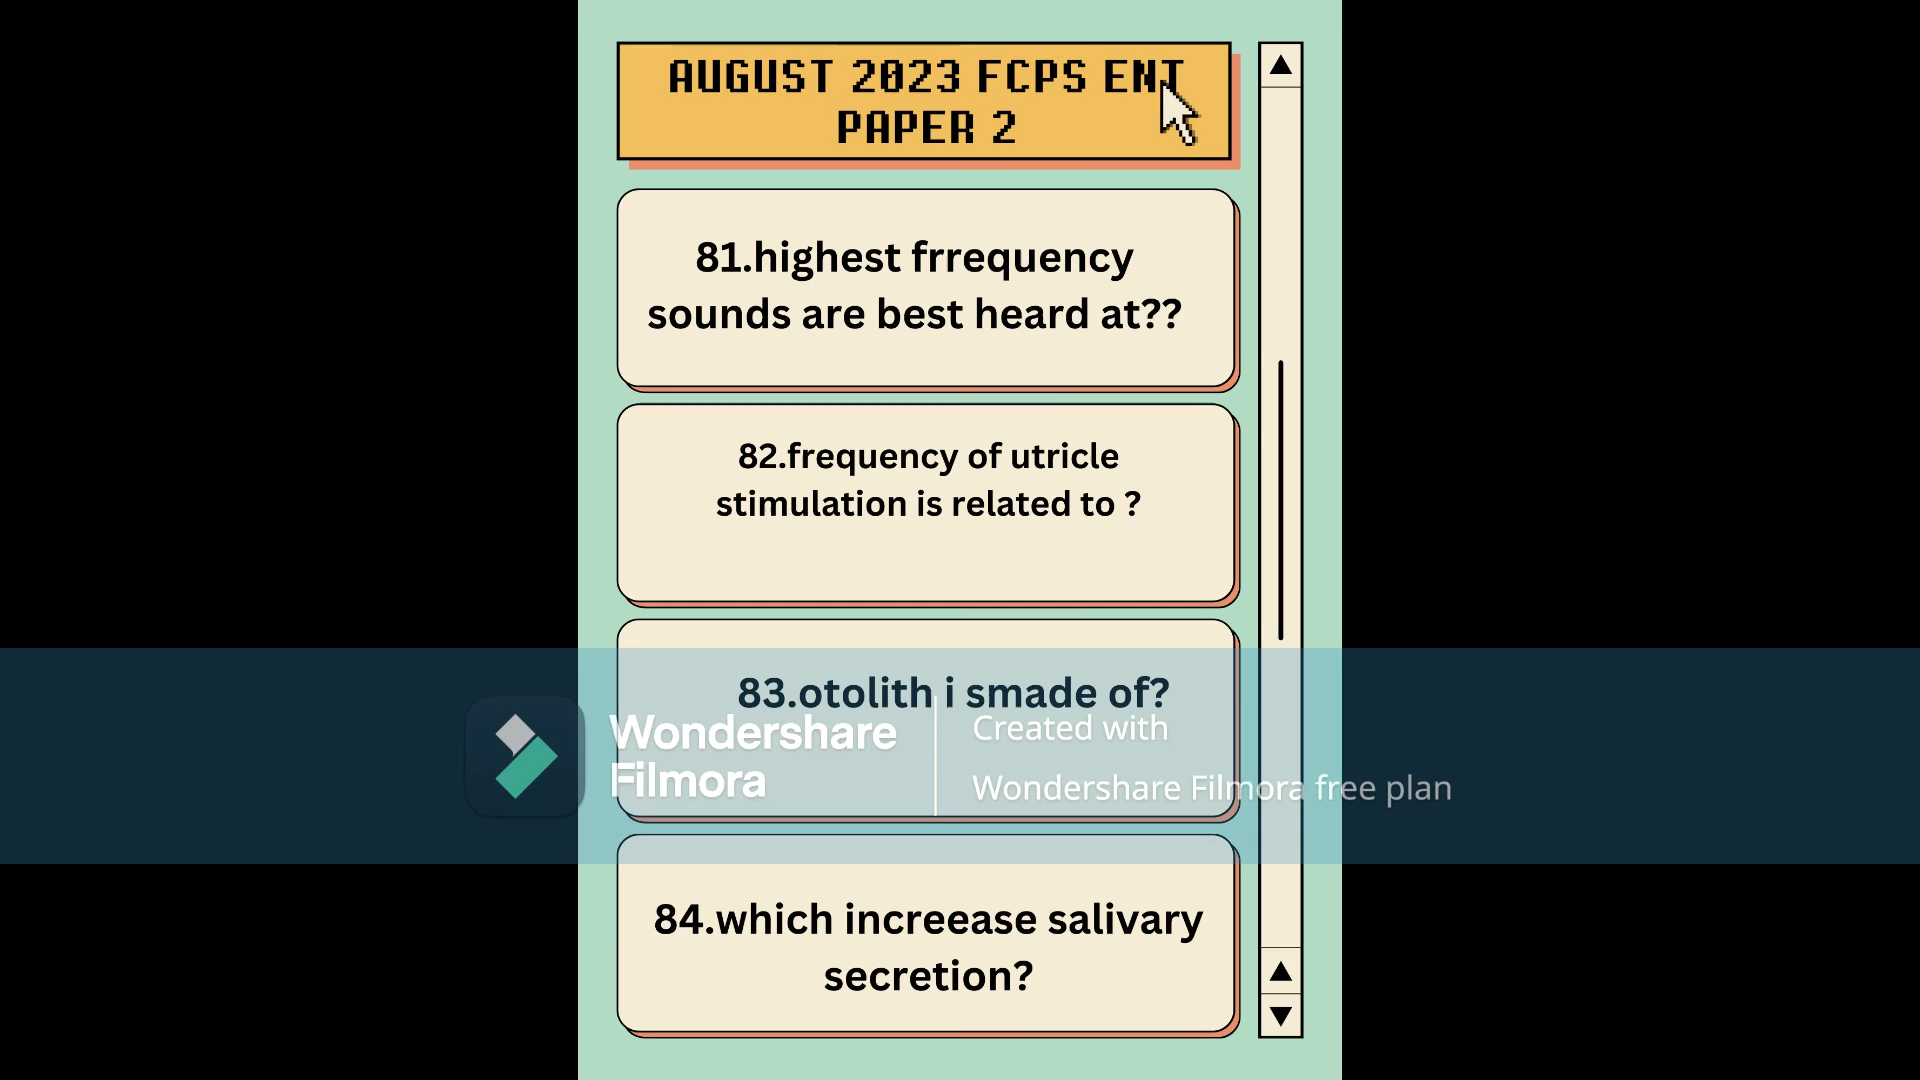 AUGUST 2023 FCPS ENT
PAPER 2
81.highest frrequency
sounds are best heard at??
82.frequency of utricle
stimulation is related to ?
83.otolith i smade of?
Wondershare
Filmora
Created with
Wondershare Filmora free plan
84.which increease salivary
secretion?